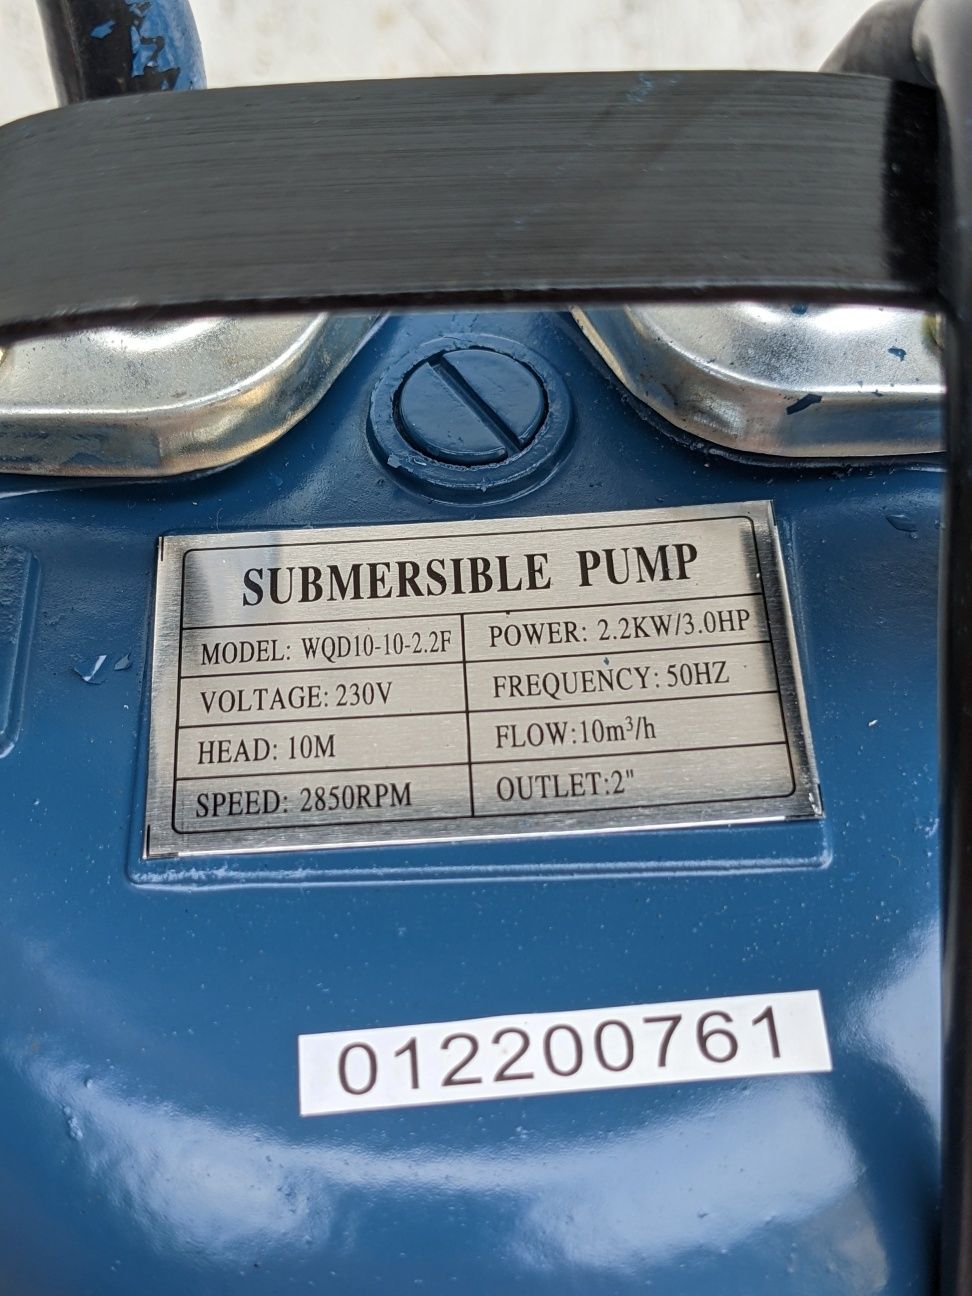 SUBMERSIBLE PUMP
MODEL: WQD10-10-2.2F POWER: 2.2KW/3.0HP
VOLTAGE: 230V FREQUENCY: 50HZ
HEAD: 10M FLOW:10m³/h
SPEED: 2850RPM OUTLET:2"
012200761